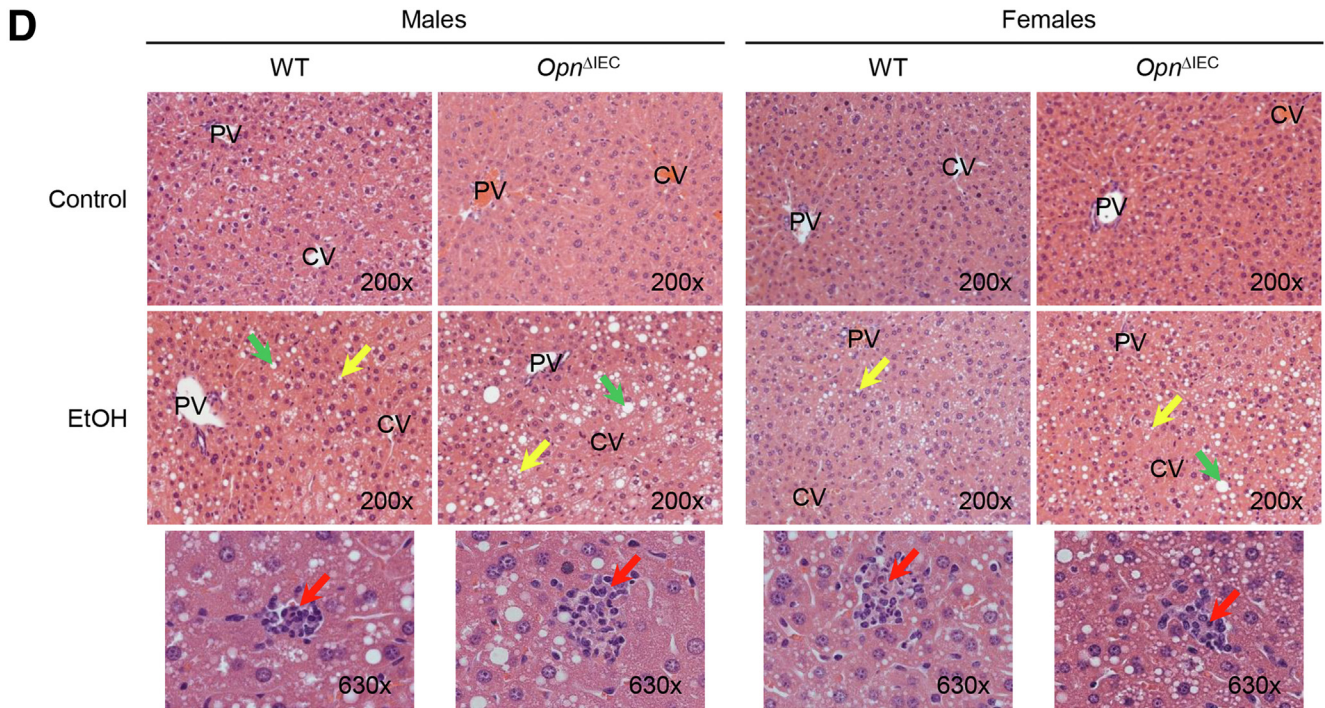 D
Males Females
WT Opn^ΔIEC WT Opn^ΔIEC
Control
PV CV 200x
PV CV 200x
PV CV 200x
CV PV 200x
EtOH
PV CV 200x
PV CV 200x
PV CV 200x
PV CV 200x
630x 630x 630x 630x